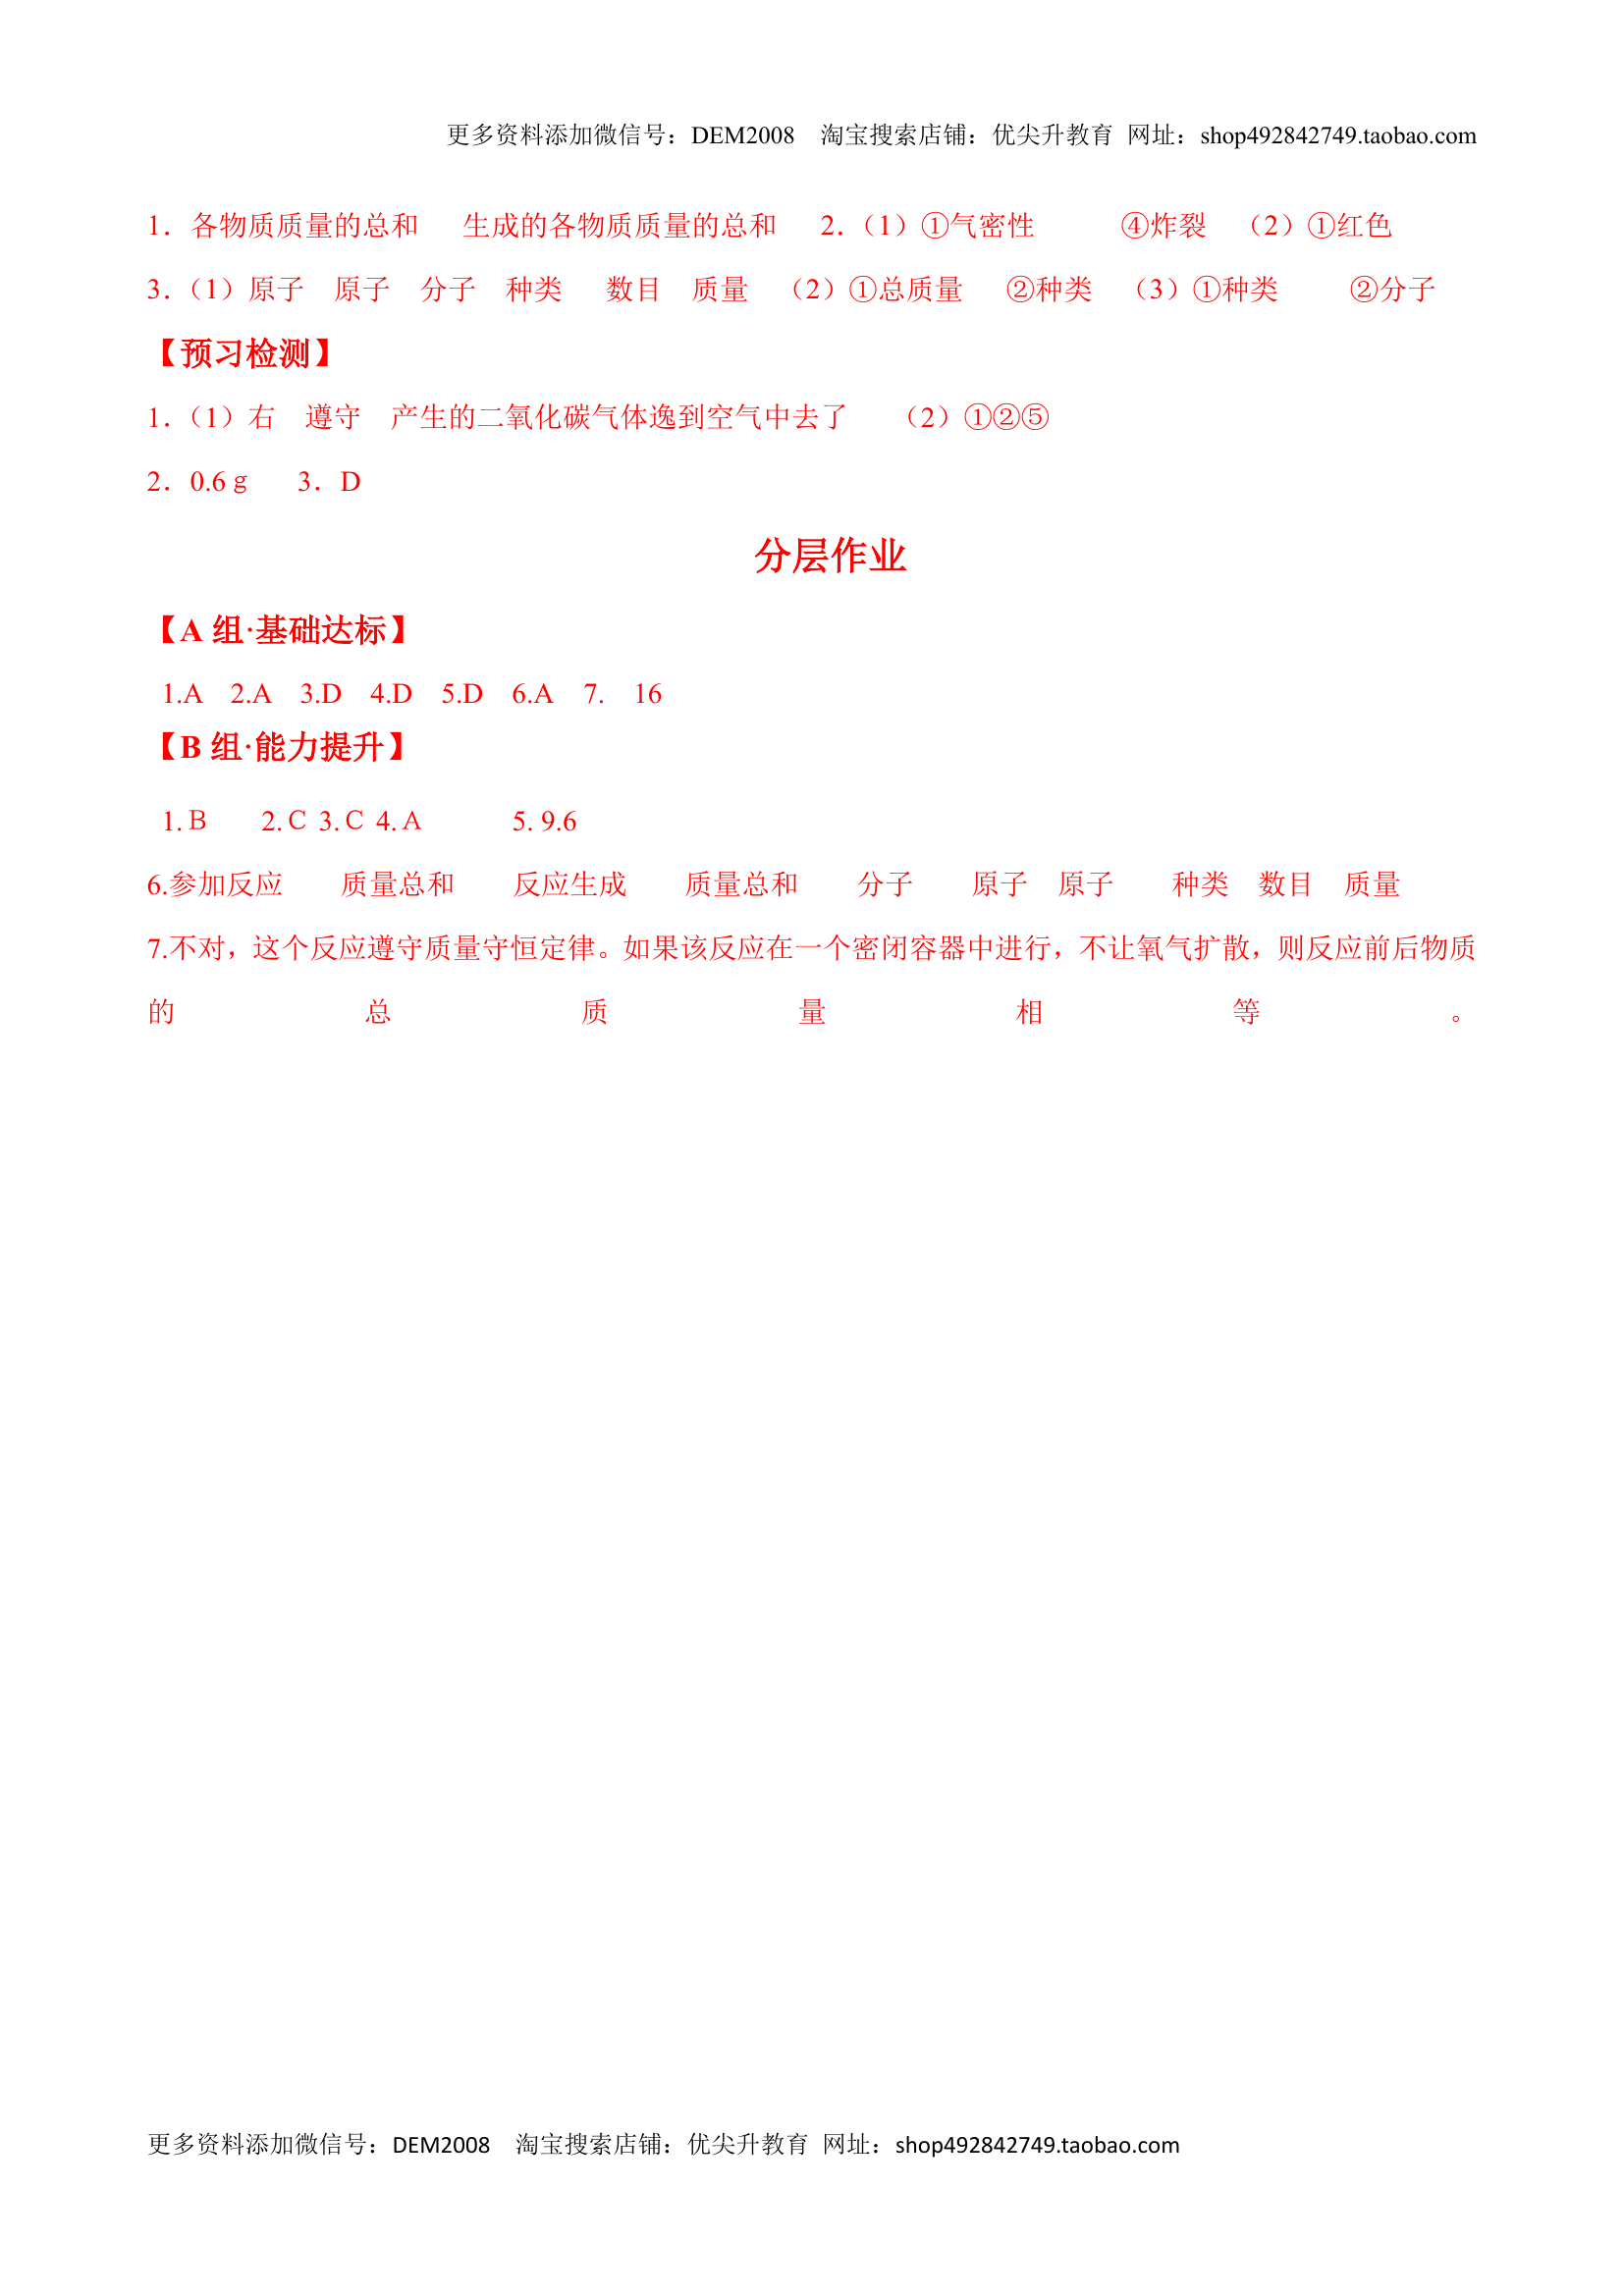 更多资料添加微信号：DEM2008 淘宝搜索店铺：优尖升教育 网址：shop492842749.taobao.com
1．各物质质量的总和 生成的各物质质量的总和 2．（1）①气密性 ④炸裂 （2）①红色
3．（1）原子 原子 分子 种类 数目 质量 （2）①总质量 ②种类 （3）①种类 ②分子
【预习检测】
1．（1）右 遵守 产生的二氧化碳气体逸到空气中去了 （2）①②⑤
2．0.6ｇ 3．D
分层作业
【A 组·基础达标】
1.A 2.A 3.D 4.D 5.D 6.A 7. 16
【B 组·能力提升】
1.Ｂ 2.Ｃ 3.Ｃ 4.Ａ 5. 9.6
6.参加反应 质量总和 反应生成 质量总和 分子 原子 原子 种类 数目 质量
7.不对，这个反应遵守质量守恒定律。如果该反应在一个密闭容器中进行，不让氧气扩散，则反应前后物质
的总质量相等。
更多资料添加微信号：DEM2008 淘宝搜索店铺：优尖升教育 网址：shop492842749.taobao.com